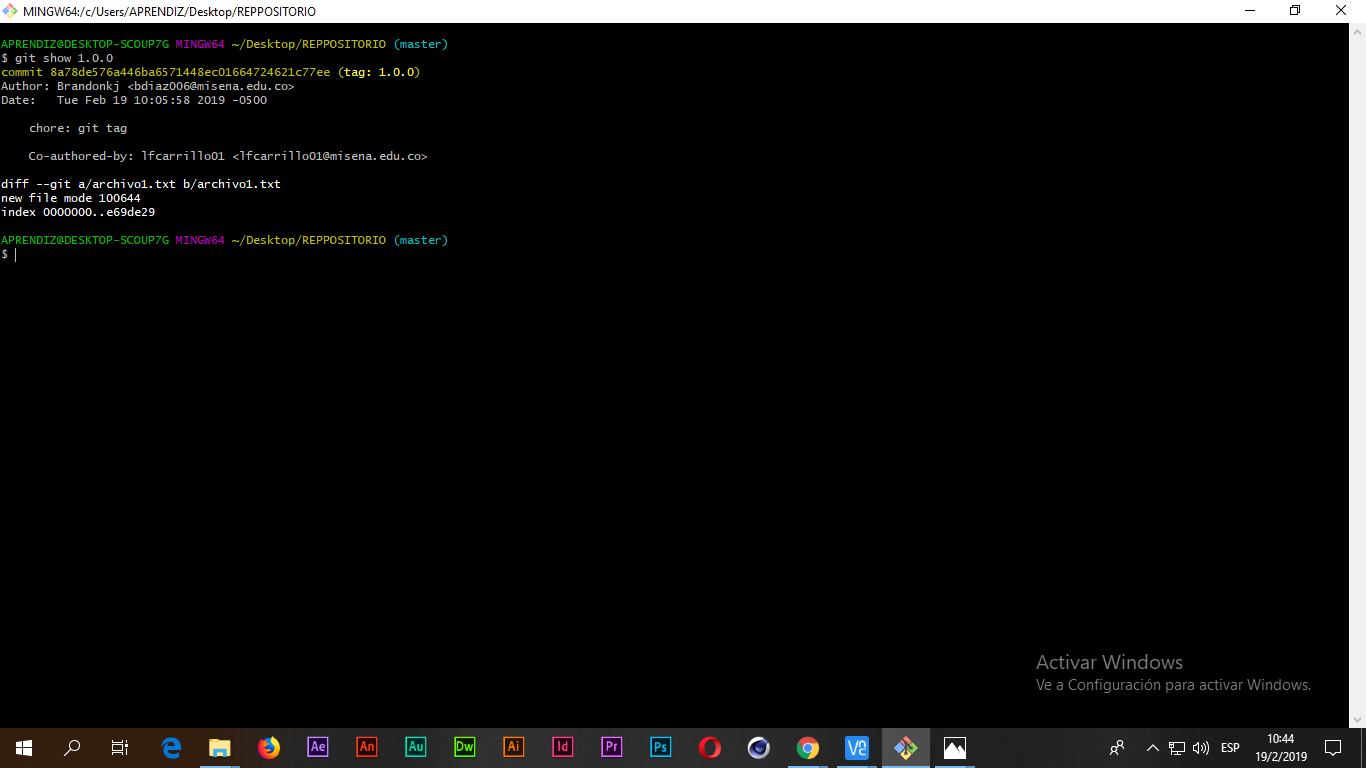 MINGW64:/c/Users/APRENDIZ/Desktop/REPPOSITORIO
APRENDIZ@DESKTOP-SCOUP7G MINGW64 ~/Desktop/REPPOSITORIO (master)
$ git show 1.0.0
commit 8a78de576a446ba6571448ec01664724621c77ee (tag: 1.0.0)
Author: Brandonkj <bdiaz006@misena.edu.co>
Date:   Tue Feb 19 10:05:58 2019 -0500
    chore: git tag
    Co-authored-by: lfcarrillo01 <lfcarrillo01@misena.edu.co>
diff --git a/archivo1.txt b/archivo1.txt
new file mode 100644
index 0000000..e69de29
APRENDIZ@DESKTOP-SCOUP7G MINGW64 ~/Desktop/REPPOSITORIO (master)
$
Activar Windows
Ve a Configuración para activar Windows.
Ae An Au Dw Ai Id Pr Ps V2 ESP
10:44
19/2/2019